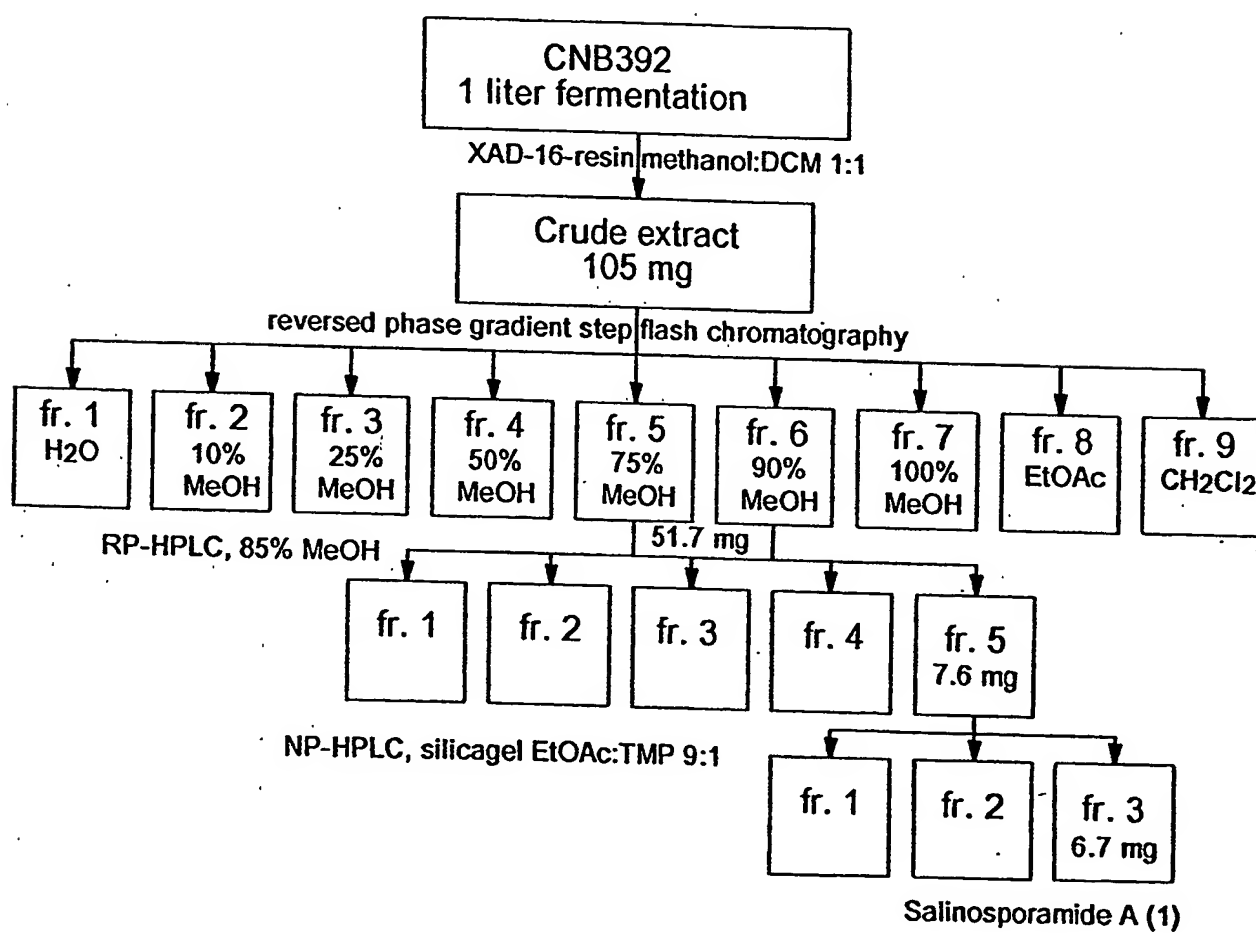 CNB392
1 liter fermentation
XAD-16-resin methanol:DCM 1:1
Crude extract
105 mg
reversed phase gradient step flash chromatography
fr. 1
H2O
fr. 2
10%
MeOH
fr. 3
25%
MeOH
fr. 4
50%
MeOH
fr. 5
75%
MeOH
fr. 6
90%
MeOH
fr. 7
100%
MeOH
fr. 8
EtOAc
fr. 9
CH2Cl2
51.7 mg
RP-HPLC, 85% MeOH
fr. 1
fr. 2
fr. 3
fr. 4
fr. 5
7.6 mg
NP-HPLC, silicagel EtOAc:TMP 9:1
fr. 1
fr. 2
fr. 3
6.7 mg
Salinosporamide A (1)